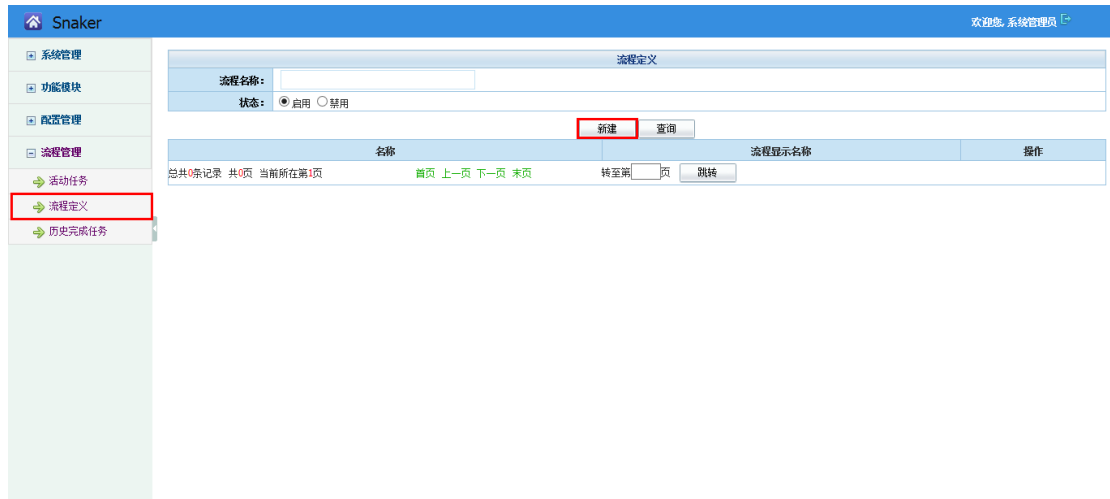 Snaker
欢迎您, 系统管理员
系统管理
功能模块
配置管理
流程管理
活动任务
流程定义
历史完成任务
流程定义
流程名称：
状态： 启用 禁用
新建 查询
名称 流程显示名称 操作
总共0条记录 共0页 当前所在第1页 首页 上一页 下一页 末页 转至第 页 跳转